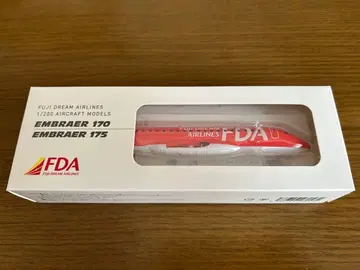 FUJI DREAM AIRLINES
1/200 AIRCRAFT MODELS
EMBRAER 170
EMBRAER 175
AIRLINES FDA
FDA
FUJI DREAM AIRLINES